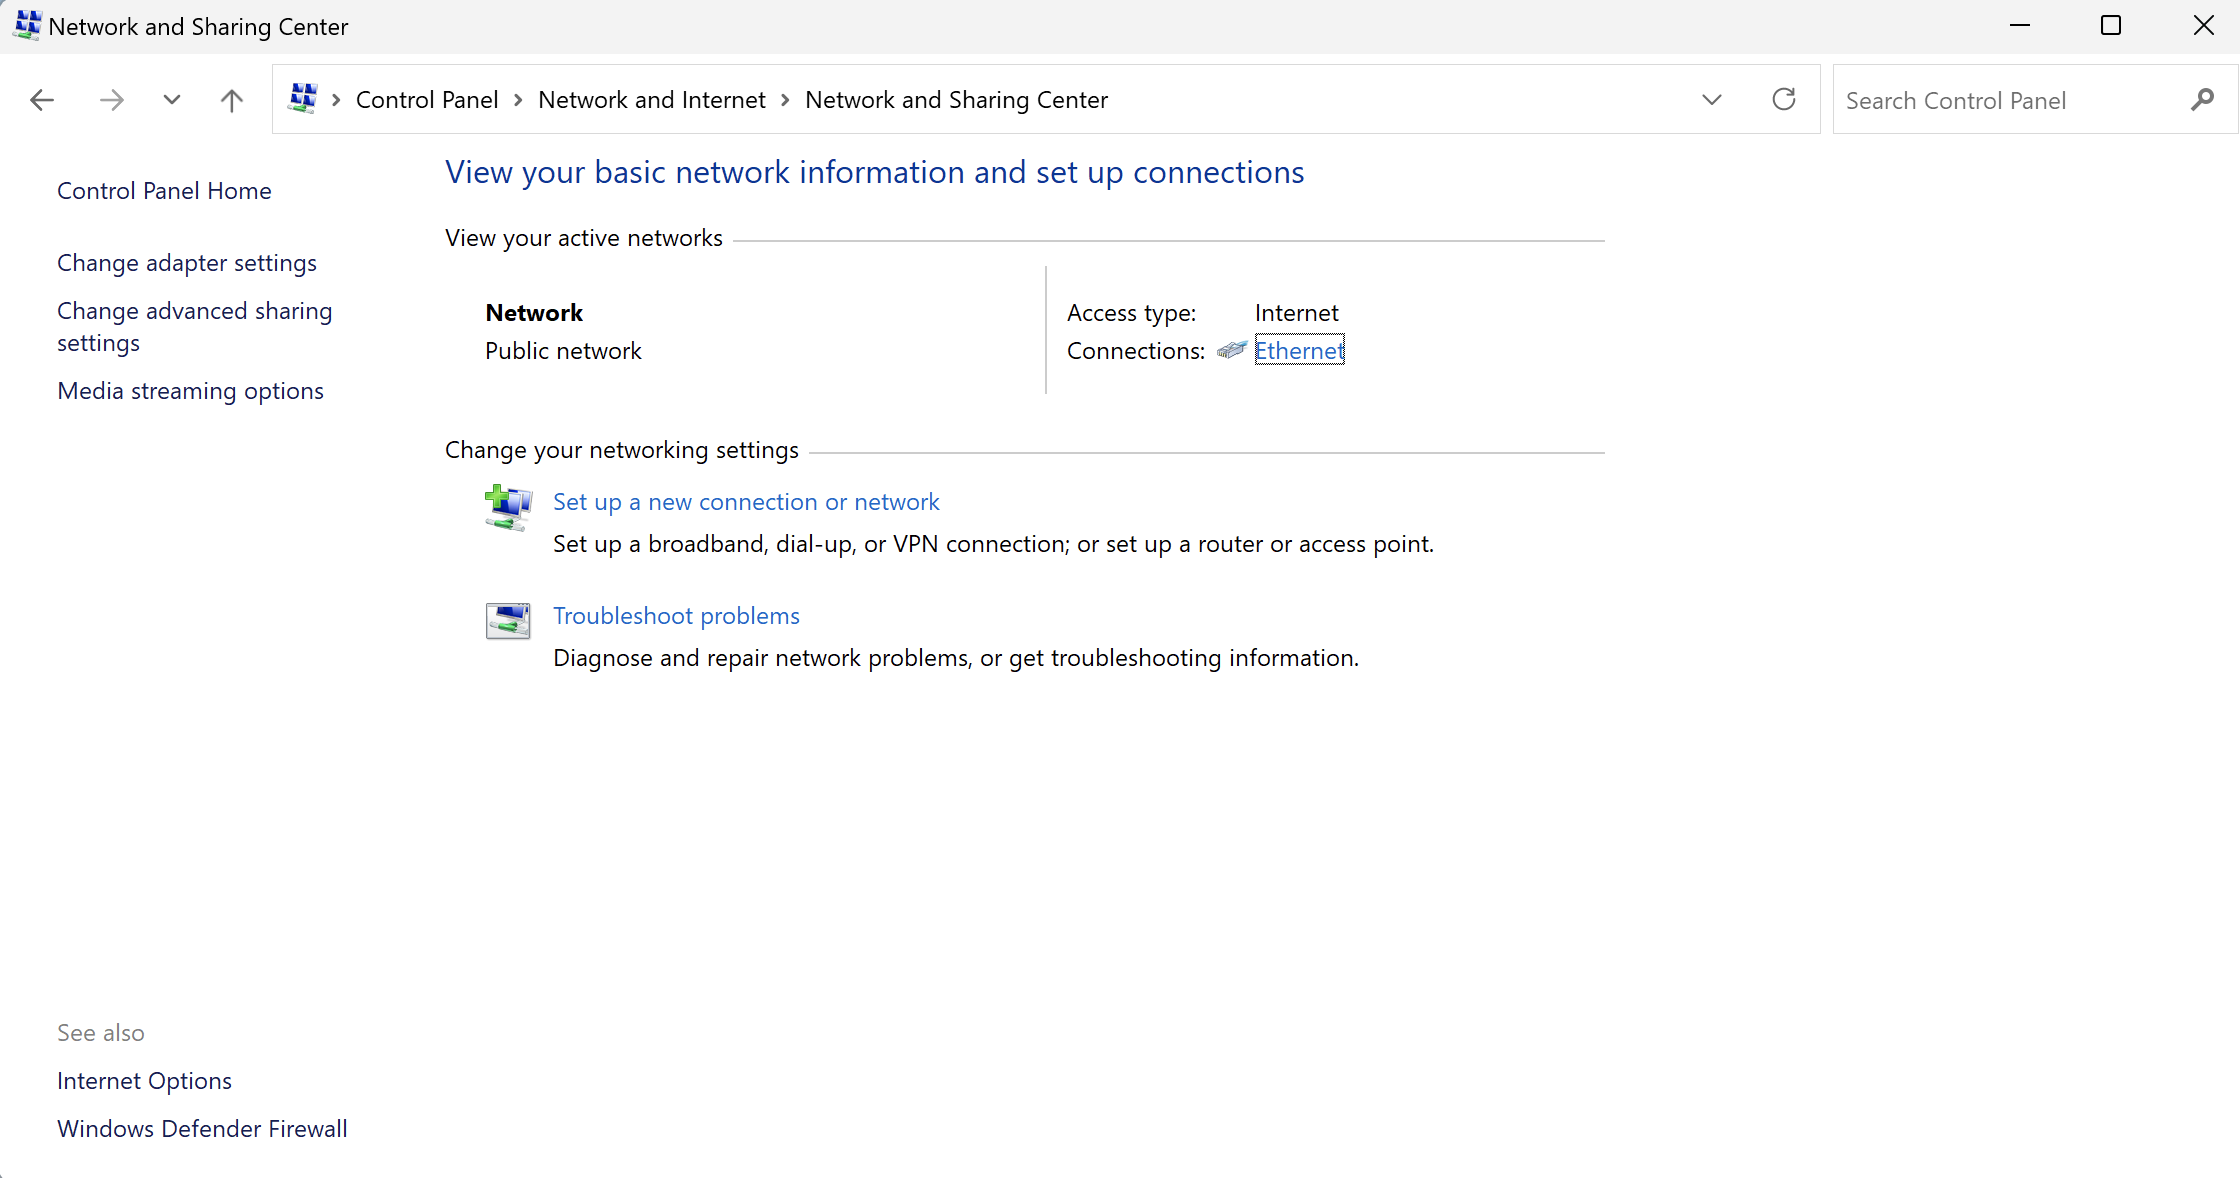 Network and Sharing Center
Control Panel > Network and Internet > Network and Sharing Center
Search Control Panel
Control Panel Home
Change adapter settings
Change advanced sharing
settings
Media streaming options
View your basic network information and set up connections
View your active networks
Network
Public network
Access type: Internet
Connections: Ethernet
Change your networking settings
Set up a new connection or network
Set up a broadband, dial-up, or VPN connection; or set up a router or access point.
Troubleshoot problems
Diagnose and repair network problems, or get troubleshooting information.
See also
Internet Options
Windows Defender Firewall